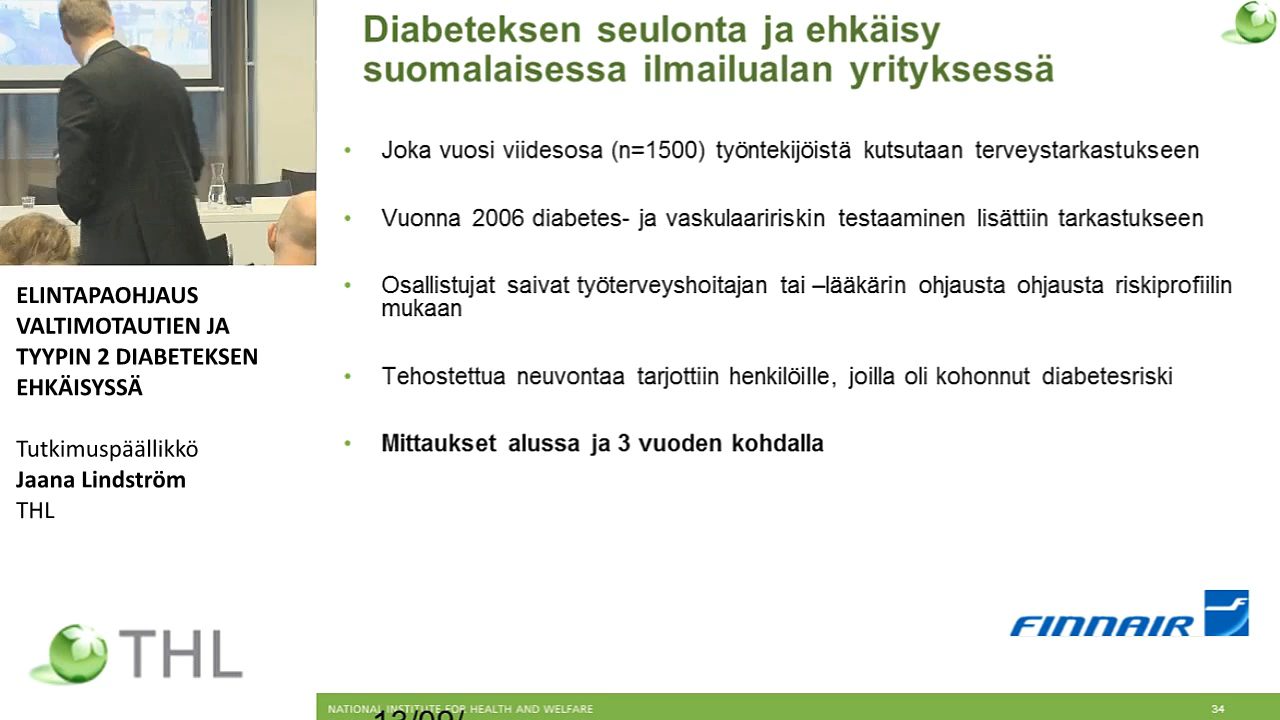 Diabeteksen seulonta ja ehkäisy
suomalaisessa ilmailualan yrityksessä
• Joka vuosi viidesosa (n=1500) työntekijöistä kutsutaan terveystarkastukseen
• Vuonna 2006 diabetes- ja vaskulaaririskin testaaminen lisättiin tarkastukseen
• Osallistujat saivat työterveyshoitajan tai –lääkärin ohjausta ohjausta riskiprofiilin
mukaan
• Tehostettua neuvontaa tarjottiin henkilöille, joilla oli kohonnut diabetesriski
• Mittaukset alussa ja 3 vuoden kohdalla
ELINTAPAOHJAUS
VALTIMOTAUTIEN JA
TYYPIN 2 DIABETEKSEN
EHKÄISYSSÄ
Tutkimuspäällikkö
Jaana Lindström
THL
THL
FINNAIR
NATIONAL INSTITUTE FOR HEALTH AND WELFARE
13/09/
34